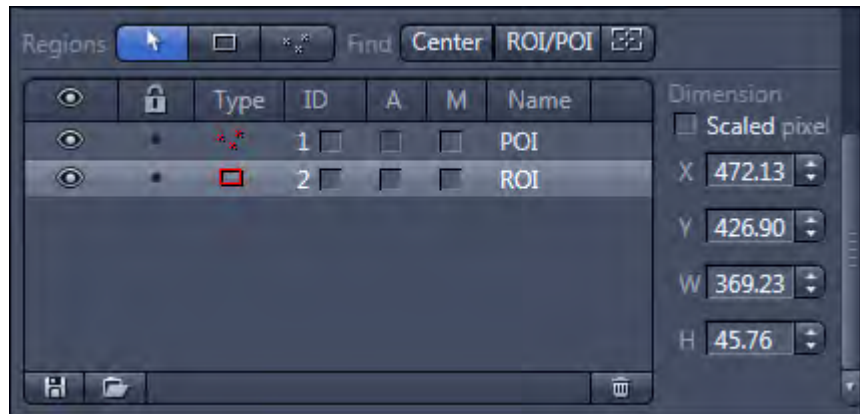 Regions Find Center ROI/POI
Type ID A M Name
1 POI
2 ROI
Dimension
Scaled pixel
X 472.13
Y 426.90
W 369.23
H 45.76